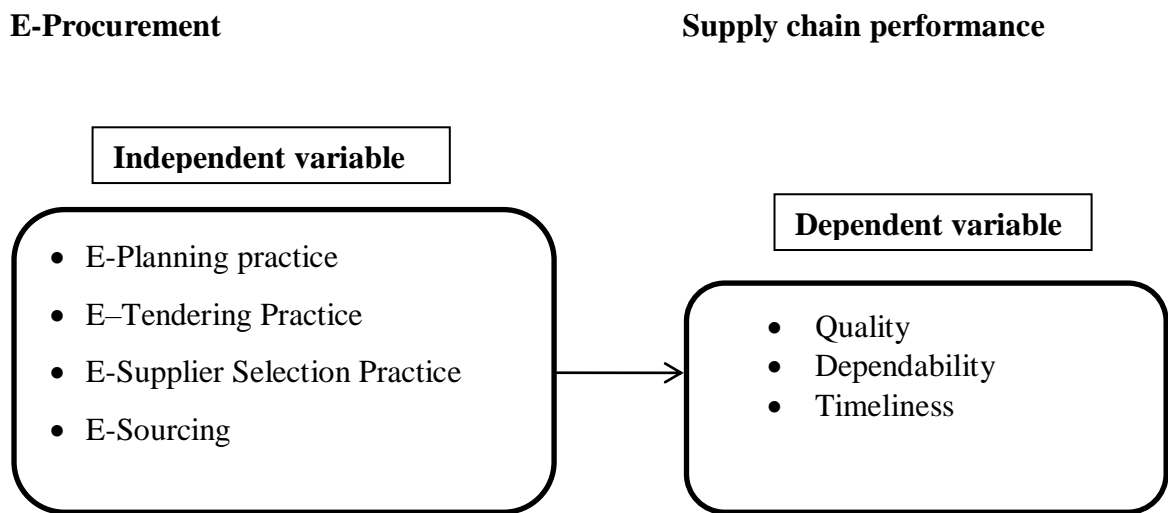 E-Procurement
Supply chain performance
Independent variable
• E-Planning practice
• E–Tendering Practice
• E-Supplier Selection Practice
• E-Sourcing
Dependent variable
• Quality
• Dependability
• Timeliness